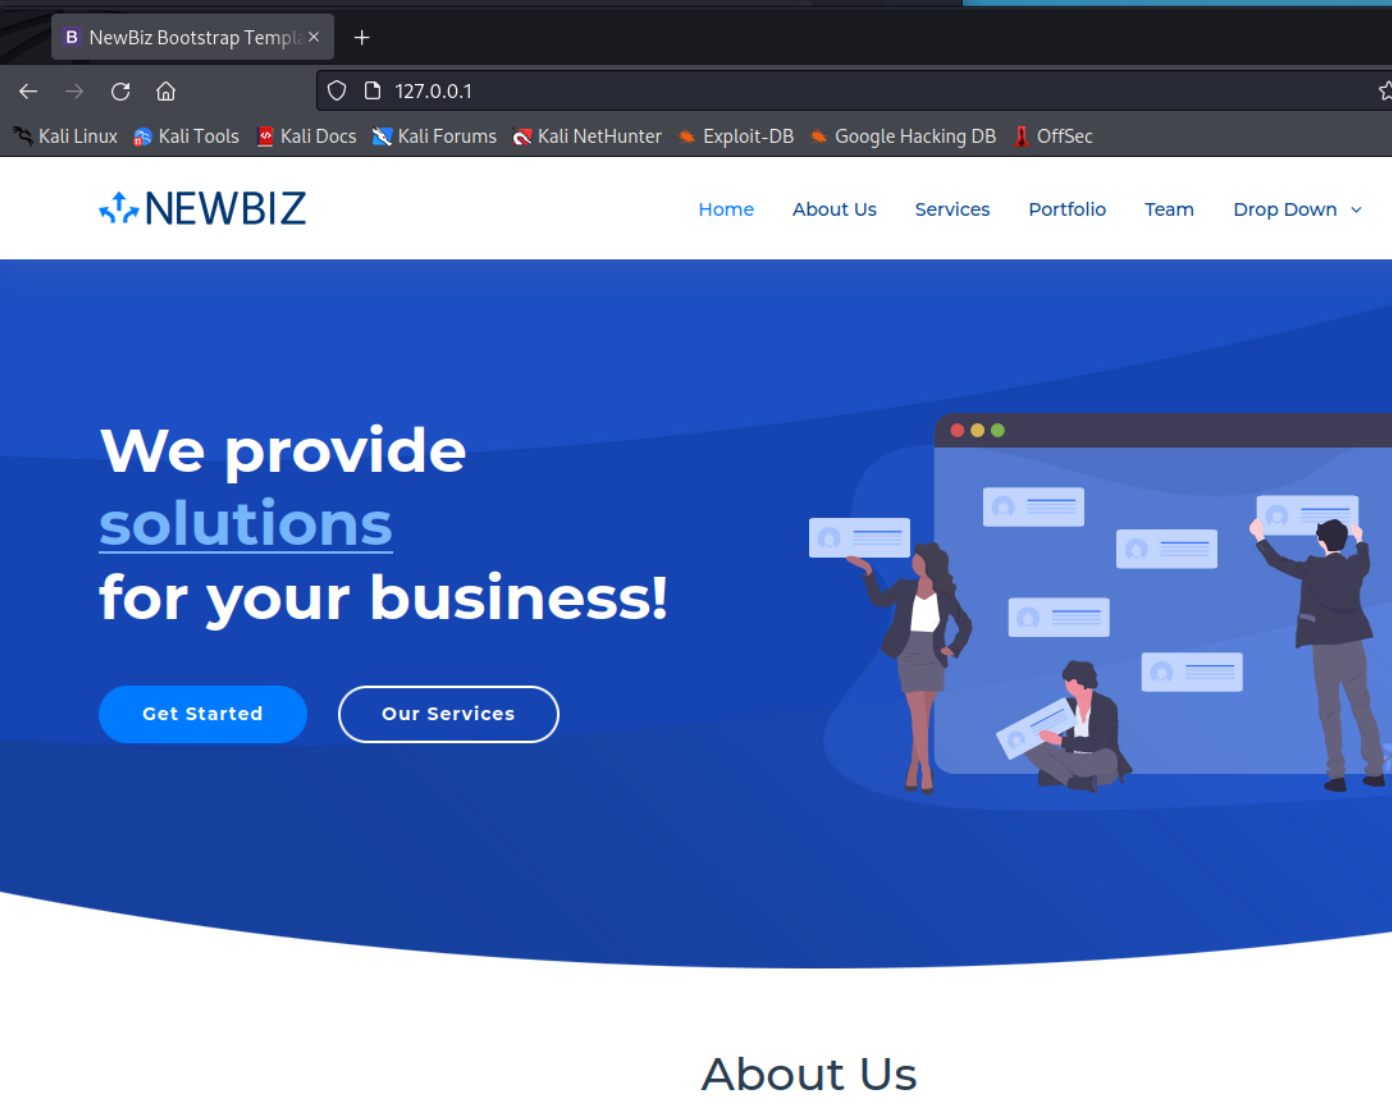 B NewBiz Bootstrap Templa
127.0.0.1
Kali Linux Kali Tools Kali Docs Kali Forums Kali NetHunter Exploit-DB Google Hacking DB OffSec
NEWBIZ Home About Us Services Portfolio Team Drop Down
We provide
solutions
for your business!
Get Started Our Services
About Us